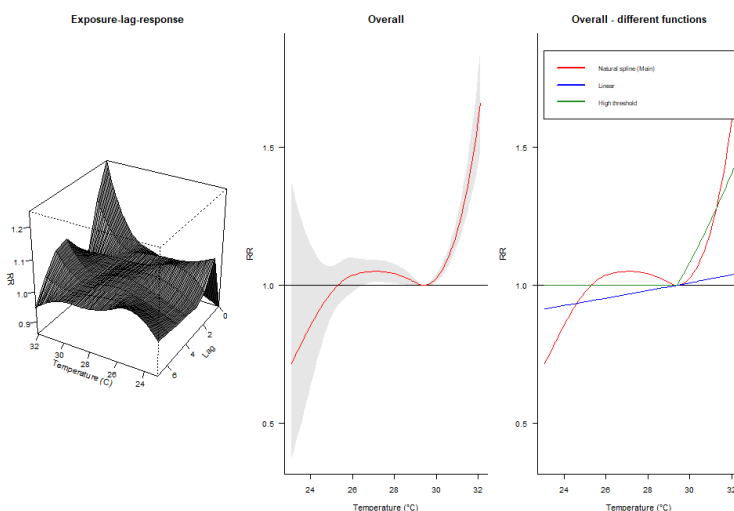 Exposure-lag-response
RR
1.2
1.1
1.0
0.9
32
30
28
26
24
Temperature (C)
0
2
4
6
Lag
Overall
RR
1.5
1.0
0.5
24
26
28
30
32
Temperature (°C)
Overall - different functions
Natural spline (Main)
Linear
High threshold
RR
1.5
1.0
0.5
24
26
28
30
32
Temperature (°C)